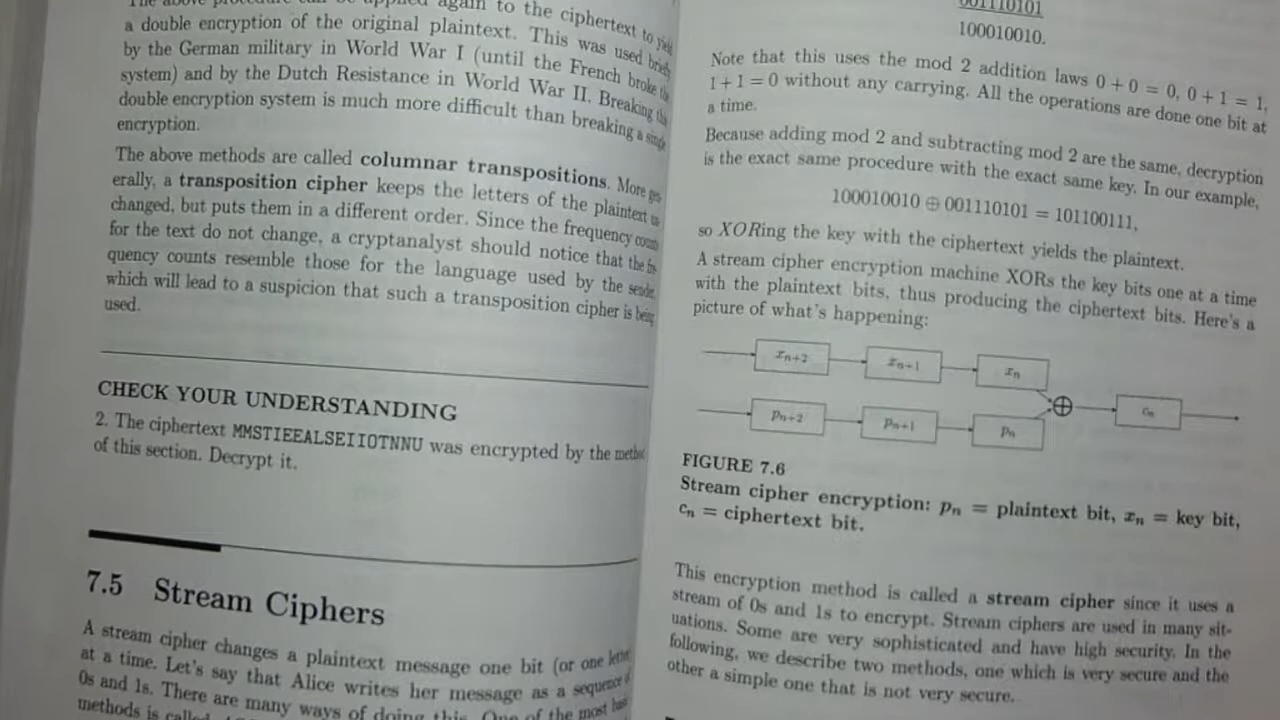 The above procedure can be applied again to the ciphertext to yield
a double encryption of the original plaintext. This was used briefly
by the German military in World War I (until the French broke the
system) and by the Dutch Resistance in World War II. Breaking the
double encryption system is much more difficult than breaking a single
encryption.
The above methods are called columnar transpositions. More gen-
erally, a transposition cipher keeps the letters of the plaintext un-
changed, but puts them in a different order. Since the frequency counts
for the text do not change, a cryptanalyst should notice that the fre-
quency counts resemble those for the language used by the sender,
which will lead to a suspicion that such a transposition cipher is being
used.
CHECK YOUR UNDERSTANDING
2. The ciphertext MMSTIEEALSEIIOTNNU was encrypted by the method
of this section. Decrypt it.
7.5 Stream Ciphers
A stream cipher changes a plaintext message one bit (or one letter
at a time. Let's say that Alice writes her message as a sequence of
0s and 1s. There are many ways of doing this. One of the most basic
methods is called
001110101
100010010.
Note that this uses the mod 2 addition laws 0 + 0 = 0, 0 + 1 = 1,
1 + 1 = 0 without any carrying. All the operations are done one bit at
a time.
Because adding mod 2 and subtracting mod 2 are the same, decryption
is the exact same procedure with the exact same key. In our example,
100010010 ⊕ 001110101 = 101100111,
so XORing the key with the ciphertext yields the plaintext.
A stream cipher encryption machine XORs the key bits one at a time
with the plaintext bits, thus producing the ciphertext bits. Here's a
picture of what's happening:
xn+2 xn+1 xn
⊕ cn
pn+2 pn+1 pn
FIGURE 7.6
Stream cipher encryption: pn = plaintext bit, xn = key bit,
cn = ciphertext bit.
This encryption method is called a stream cipher since it uses a
stream of 0s and 1s to encrypt. Stream ciphers are used in many sit-
uations. Some are very sophisticated and have high security. In the
following, we describe two methods, one which is very secure and the
other a simple one that is not very secure.